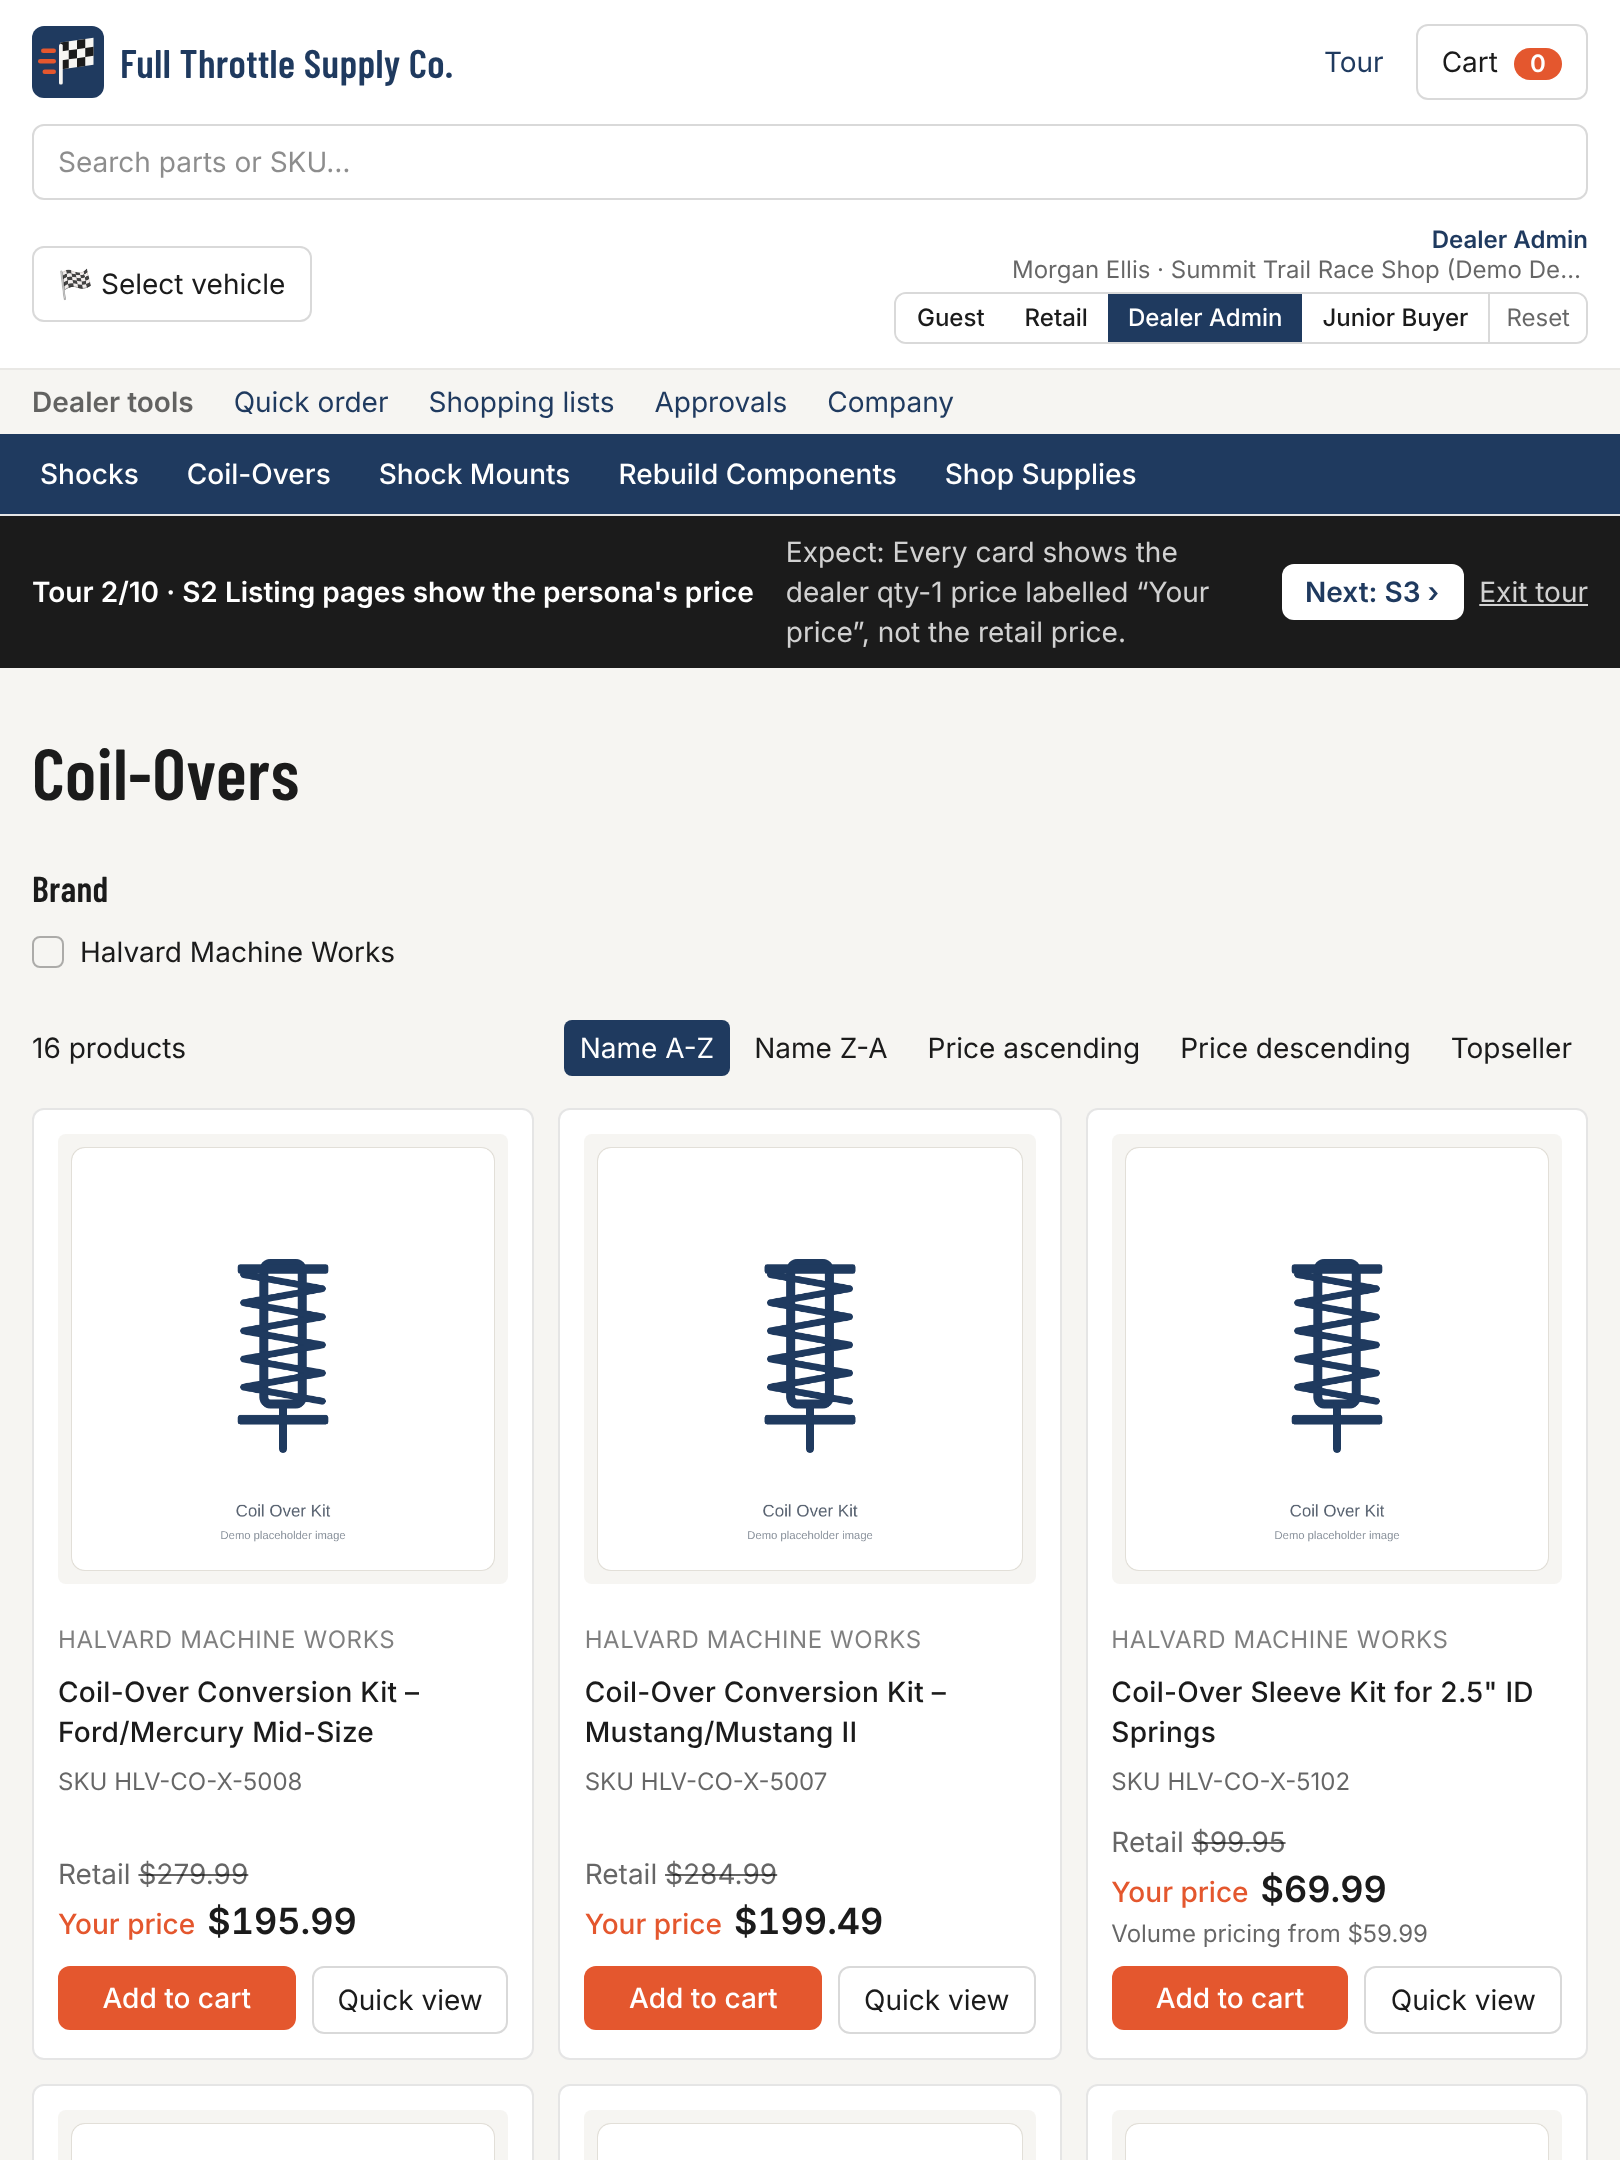 Full Throttle Supply Co.
Tour
Cart 0
Search parts or SKU...
Select vehicle
Dealer Admin
Morgan Ellis · Summit Trail Race Shop (Demo De...
Guest Retail Dealer Admin Junior Buyer Reset
Dealer tools Quick order Shopping lists Approvals Company
Shocks Coil-Overs Shock Mounts Rebuild Components Shop Supplies
Tour 2/10 · S2 Listing pages show the persona's price
Expect: Every card shows the
dealer qty-1 price labelled “Your
price”, not the retail price.
Next: S3 ›
Exit tour
Coil-Overs
Brand
Halvard Machine Works
16 products
Name A-Z Name Z-A Price ascending Price descending Topseller
Coil Over Kit
Demo placeholder image
HALVARD MACHINE WORKS
Coil-Over Conversion Kit –
Ford/Mercury Mid-Size
SKU HLV-CO-X-5008
Retail $279.99
Your price $195.99
Add to cart Quick view
Coil Over Kit
Demo placeholder image
HALVARD MACHINE WORKS
Coil-Over Conversion Kit –
Mustang/Mustang II
SKU HLV-CO-X-5007
Retail $284.99
Your price $199.49
Add to cart Quick view
Coil Over Kit
Demo placeholder image
HALVARD MACHINE WORKS
Coil-Over Sleeve Kit for 2.5" ID
Springs
SKU HLV-CO-X-5102
Retail $99.95
Your price $69.99
Volume pricing from $59.99
Add to cart Quick view